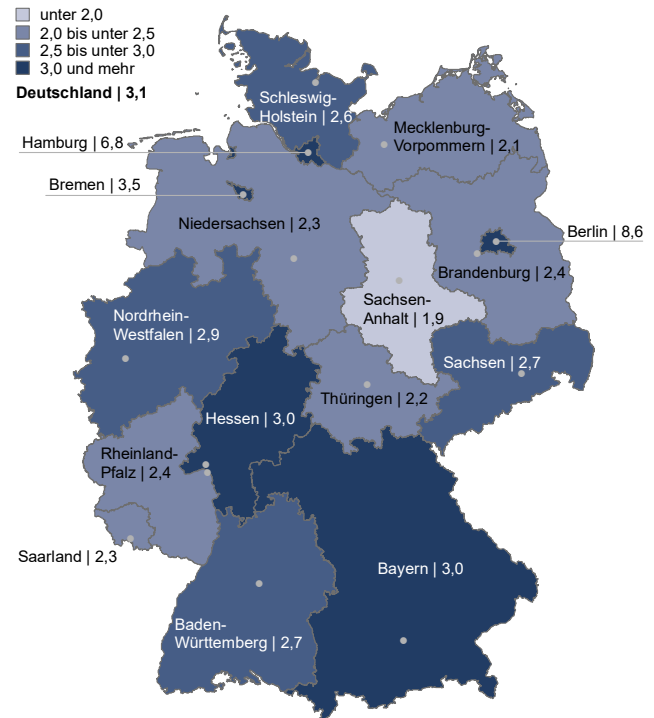 unter 2,0
2,0 bis unter 2,5
2,5 bis unter 3,0
3,0 und mehr
Deutschland | 3,1
Schleswig-
Holstein | 2,6
Mecklenburg-
Vorpommern | 2,1
Hamburg | 6,8
Bremen | 3,5
Niedersachsen | 2,3
Berlin | 8,6
Brandenburg | 2,4
Sachsen-
Anhalt | 1,9
Nordrhein-
Westfalen | 2,9
Sachsen | 2,7
Thüringen | 2,2
Hessen | 3,0
Rheinland-
Pfalz | 2,4
Saarland | 2,3
Bayern | 3,0
Baden-
Württemberg | 2,7